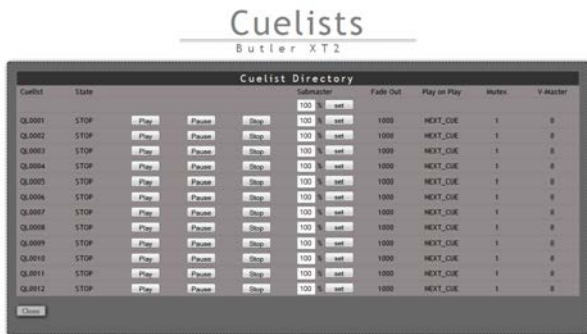 Cuelists
Butler XT2
Cuelist Directory
Cuelist State Submaster Fade Out Play on Play Mutex V-Master
100 % set
QL0001 STOP Play Pause Stop 100 % set 1000 NEXT_CUE 1 0
QL0002 STOP Play Pause Stop 100 % set 1000 NEXT_CUE 1 0
QL0003 STOP Play Pause Stop 100 % set 1000 NEXT_CUE 1 0
QL0004 STOP Play Pause Stop 100 % set 1000 NEXT_CUE 1 0
QL0005 STOP Play Pause Stop 100 % set 1000 NEXT_CUE 1 0
QL0006 STOP Play Pause Stop 100 % set 1000 NEXT_CUE 1 0
QL0007 STOP Play Pause Stop 100 % set 1000 NEXT_CUE 1 0
QL0008 STOP Play Pause Stop 100 % set 1000 NEXT_CUE 1 0
QL0009 STOP Play Pause Stop 100 % set 1000 NEXT_CUE 1 0
QL0010 STOP Play Pause Stop 100 % set 1000 NEXT_CUE 1 0
QL0011 STOP Play Pause Stop 100 % set 1000 NEXT_CUE 1 0
QL0012 STOP Play Pause Stop 100 % set 1000 NEXT_CUE 1 0
Close